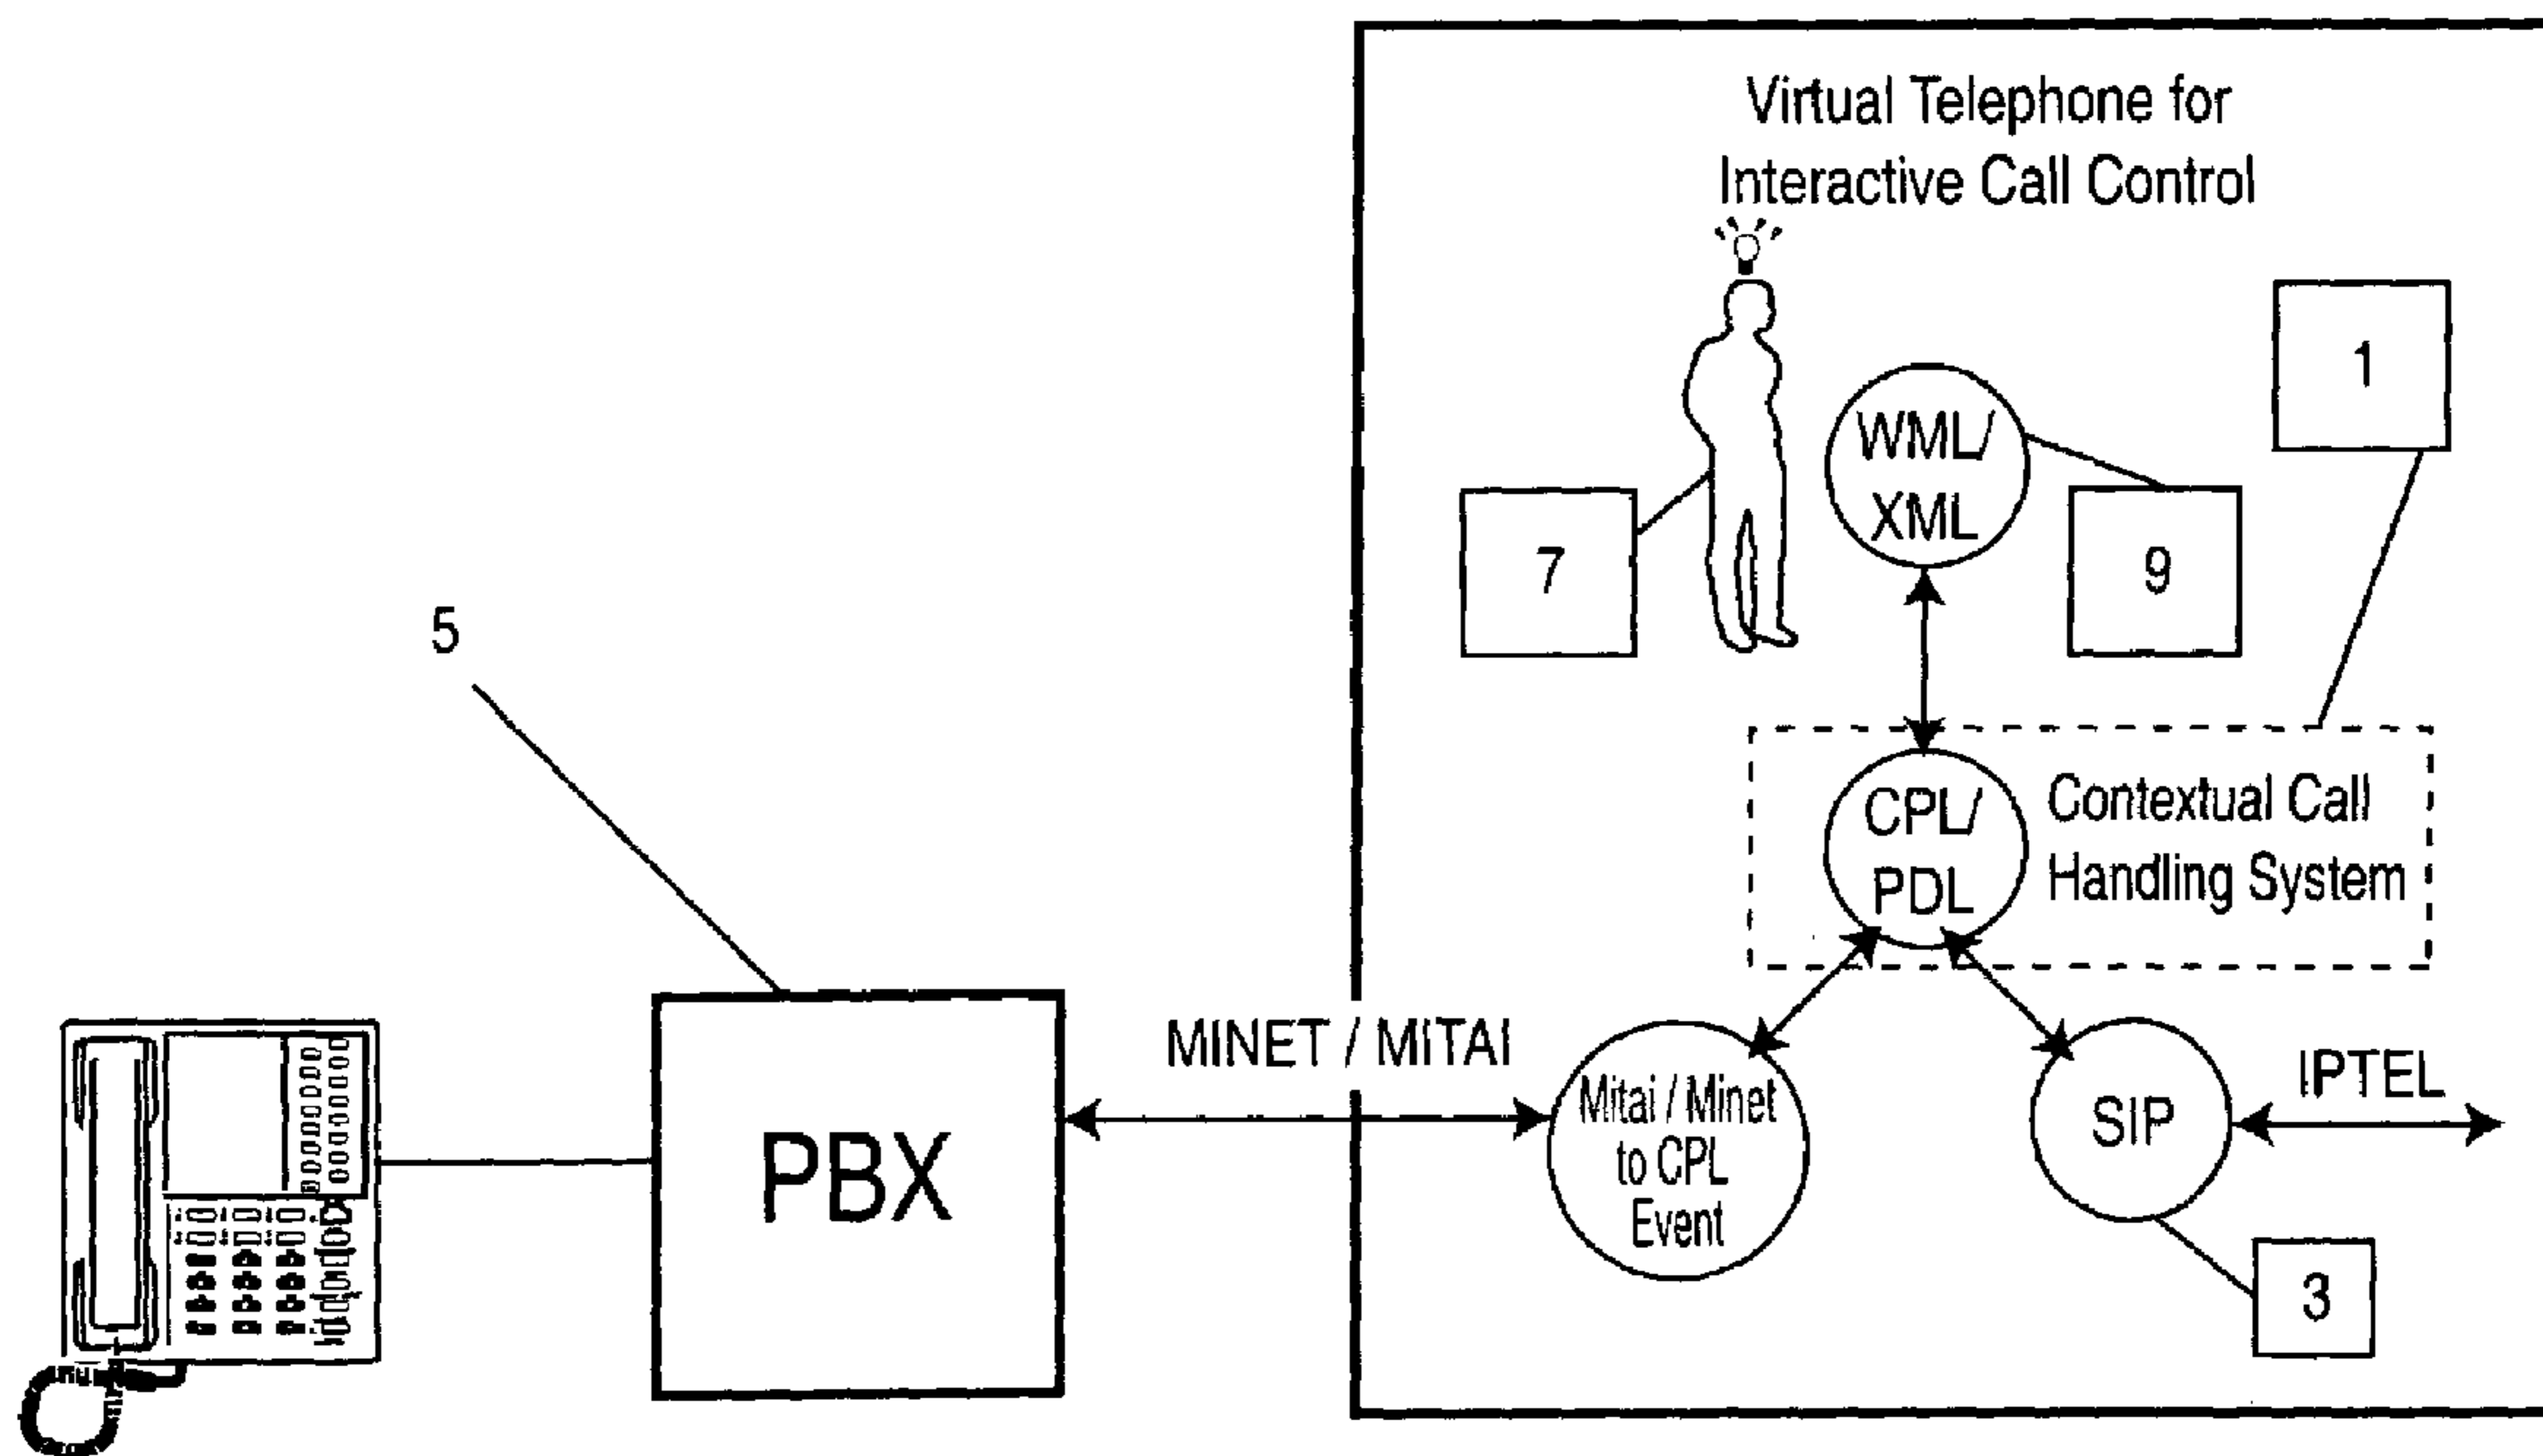 Virtual Telephone for
Interactive Call Control
1
WML/
XML
7
9
5
CPL/
PDL
Contextual Call
Handling System
MINET / MITAI
PBX
Mitai / Minet
to CPL
Event
SIP
IPTEL
3